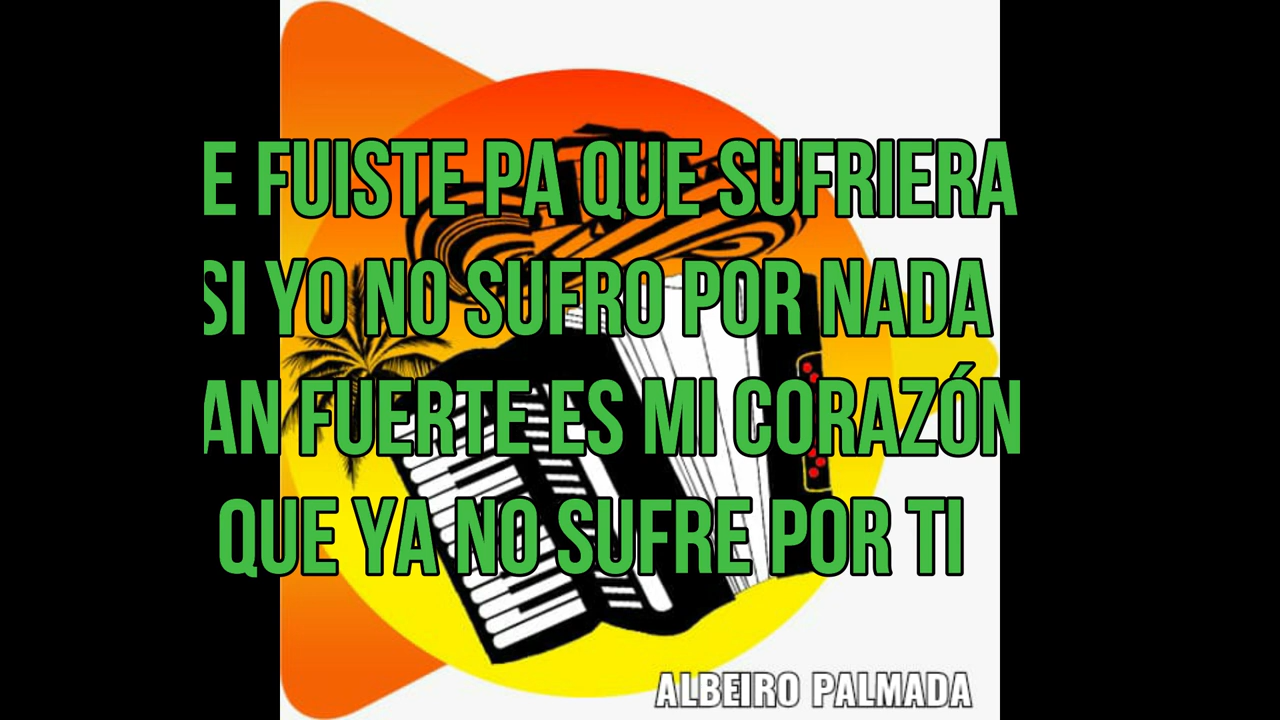 E FUISTE PA QUE SUFRIERA
SI YO NO SUFRO POR NADA
AN FUERTE ES MI CORAZÓN
QUE YA NO SUFRE POR TI
ALBEIRO PALMADA